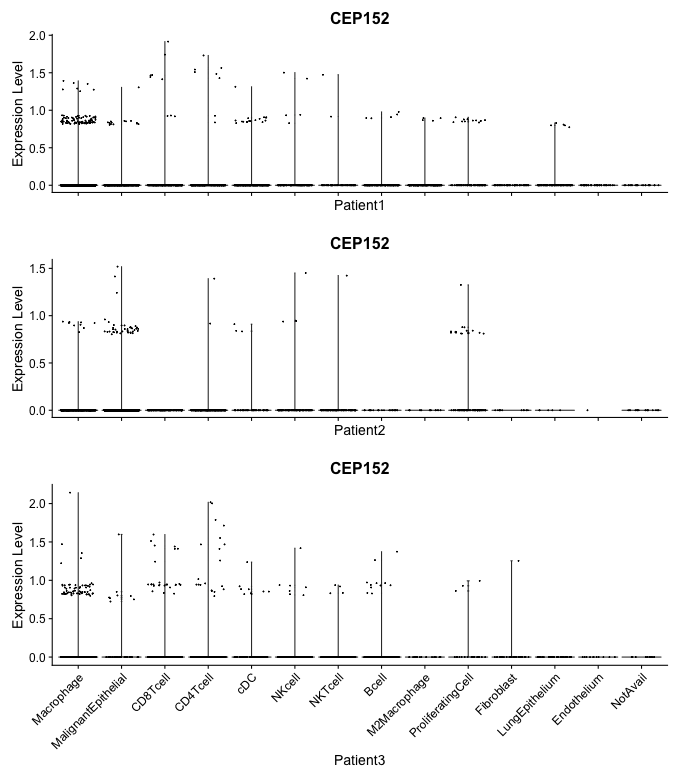 CEP152
Expression Level
2.0
1.5
1.0
0.5
0.0
Patient1
CEP152
Expression Level
1.5
1.0
0.5
0.0
Patient2
CEP152
Expression Level
2.0
1.5
1.0
0.5
0.0
Macrophage
MalignantEpithelial
CD8Tcell
CD4Tcell
cDC
NKcell
NKTcell
Bcell
M2Macrophage
ProliferatingCell
Fibroblast
LungEpithelium
Endothelium
NotAvail
Patient3